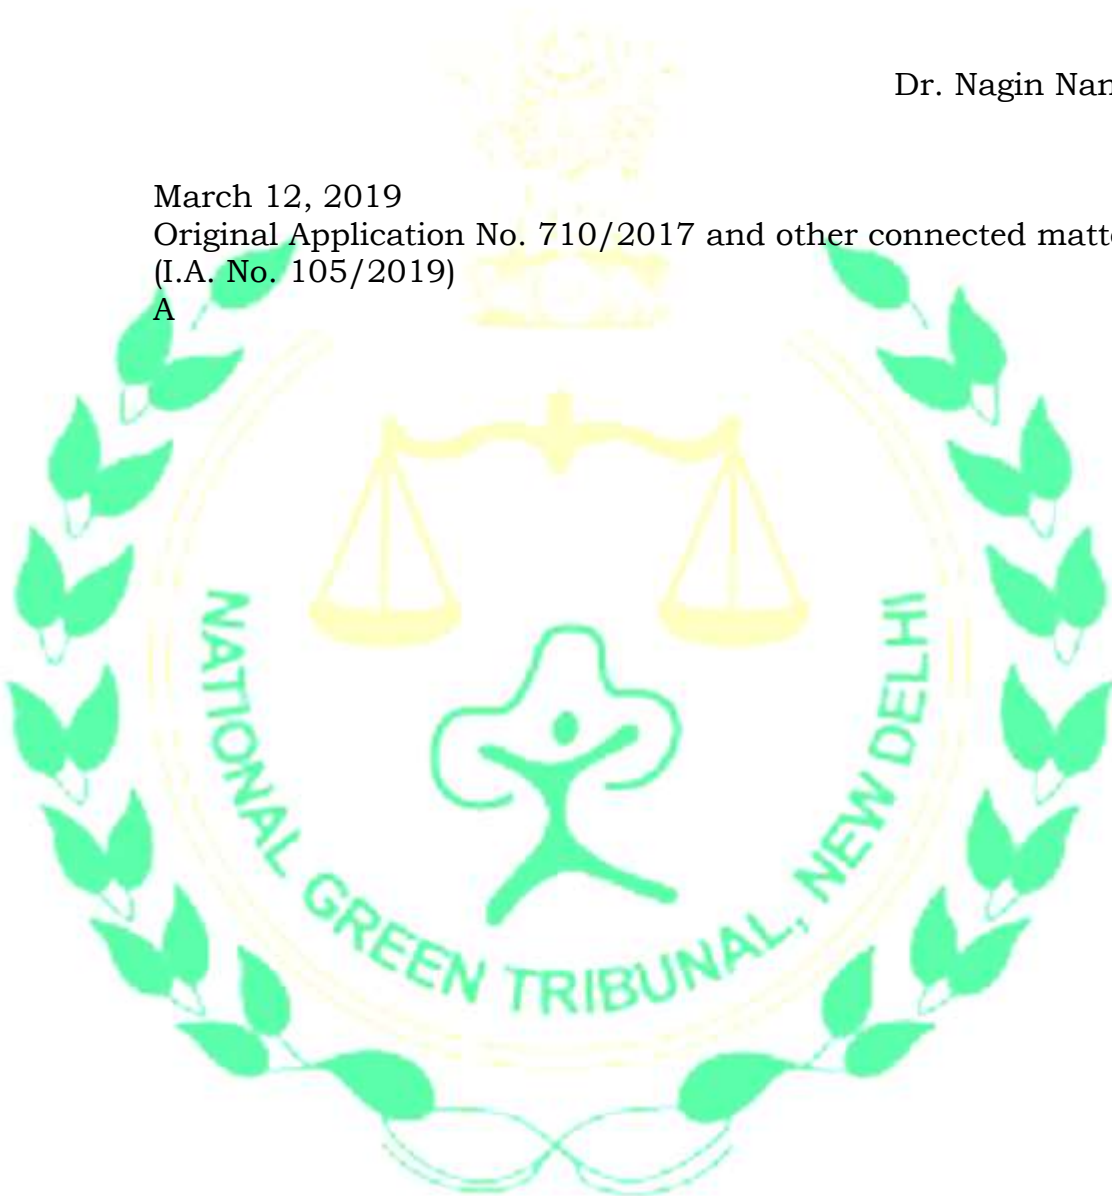 Dr. Nagin Nan
March 12, 2019
Original Application No. 710/2017 and other connected matte
(I.A. No. 105/2019)
A
NATIONAL GREEN TRIBUNAL, NEW DELHI